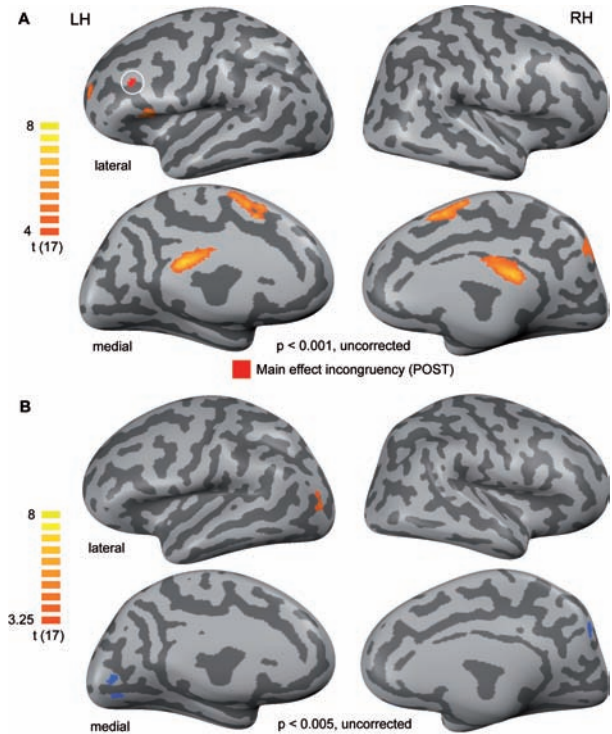 A
LH
RH
8
4
t (17)
lateral
medial
p < 0.001, uncorrected
Main effect incongruency (POST)
B
8
3.25
t (17)
lateral
medial
p < 0.005, uncorrected